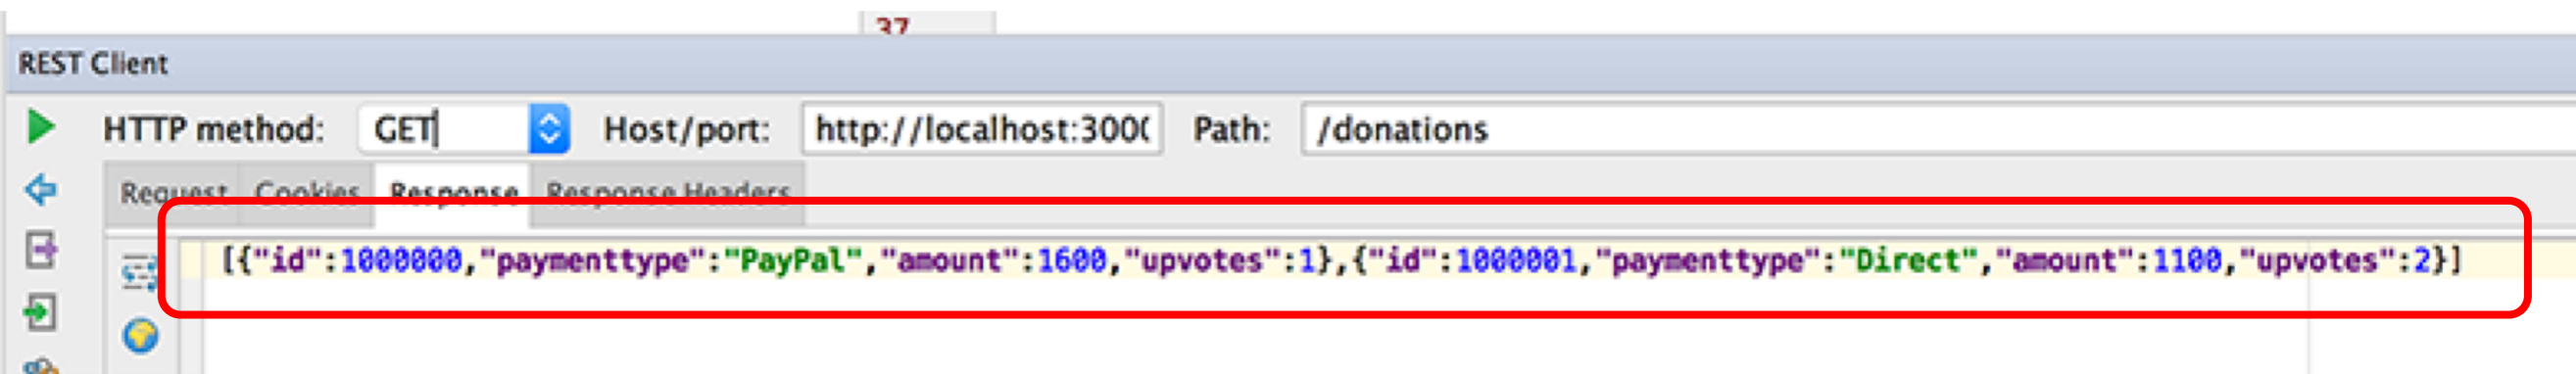 37
REST Client
HTTP method: GET Host/port: http://localhost:300 Path: /donations
Request Cookies Response Response Headers
[{"id":1000000,"paymenttype":"PayPal","amount":1600,"upvotes":1},{"id":1000001,"paymenttype":"Direct","amount":1100,"upvotes":2}]